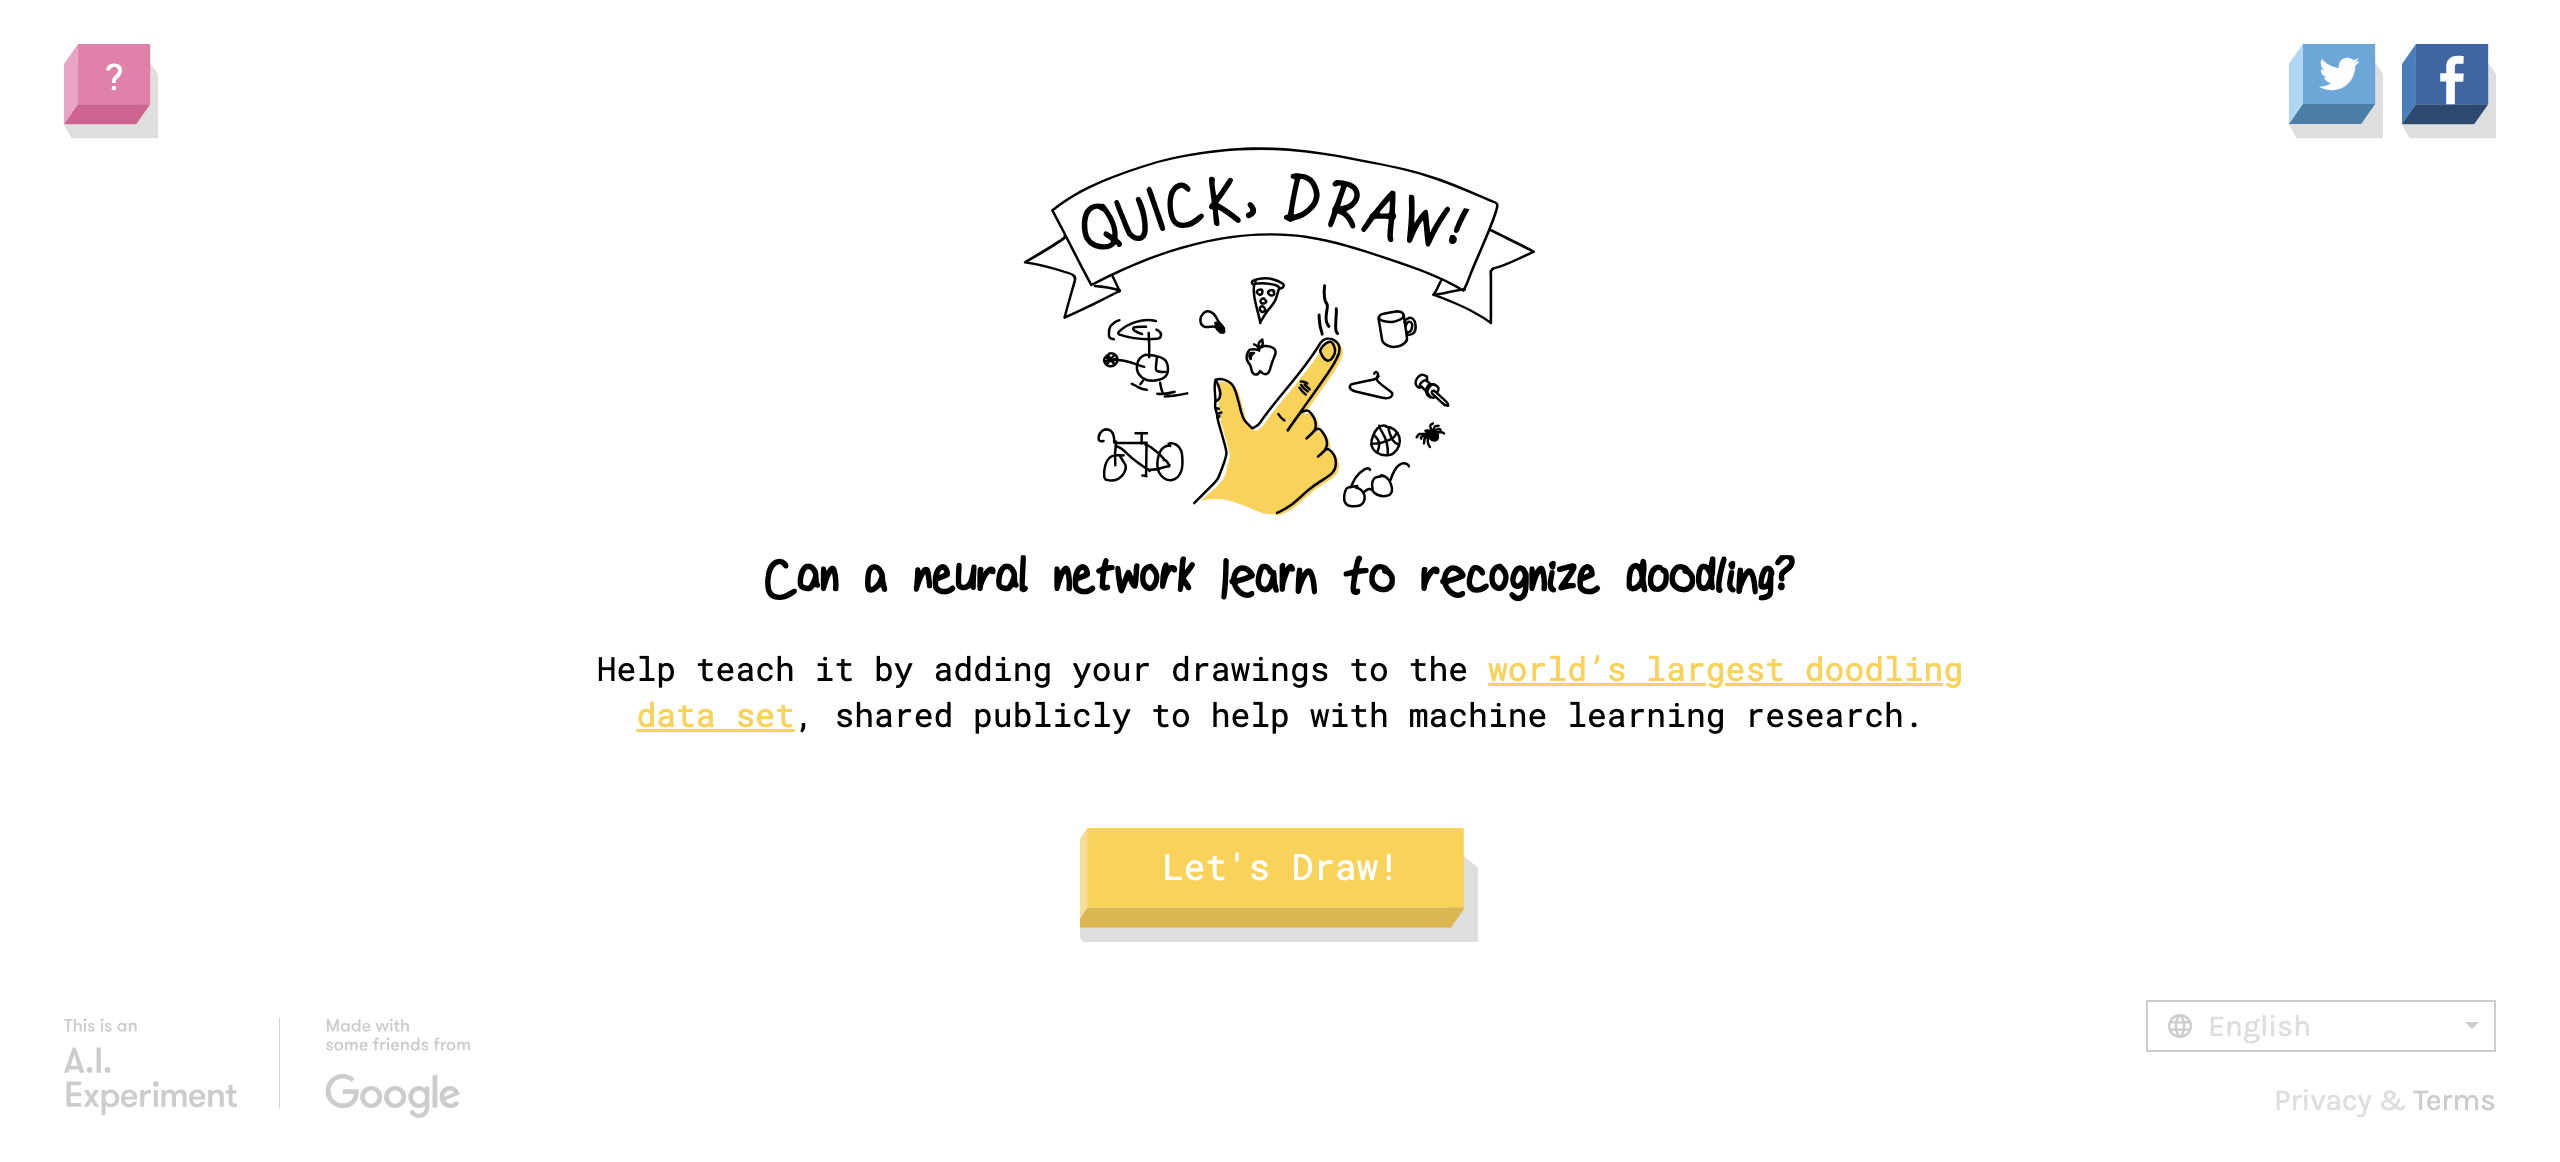 ?
QUICK, DRAW!
Can a neural network learn to recognize doodling?
Help teach it by adding your drawings to the world’s largest doodling
data set, shared publicly to help with machine learning research.
Let's Draw!
This is an
A.I.
Experiment
Made with
some friends from
Google
English
Privacy & Terms